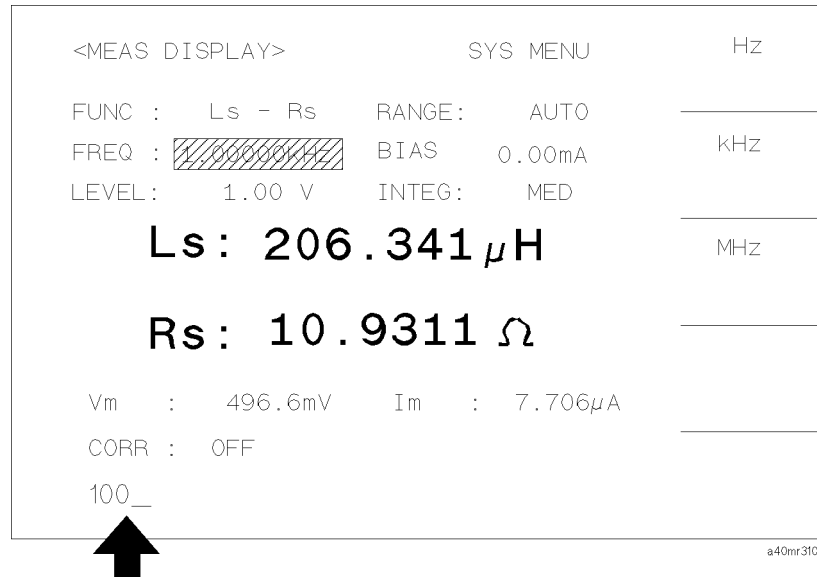 <MEAS DISPLAY> SYS MENU Hz
FUNC : Ls - Rs RANGE: AUTO
FREQ : 1.00000kHz BIAS 0.00mA kHz
LEVEL: 1.00 V INTEG: MED
Ls: 206.341μH MHz
Rs: 10.9311 Ω
Vm : 496.6mV Im : 7.706μA
CORR : OFF
100_
a40mr310